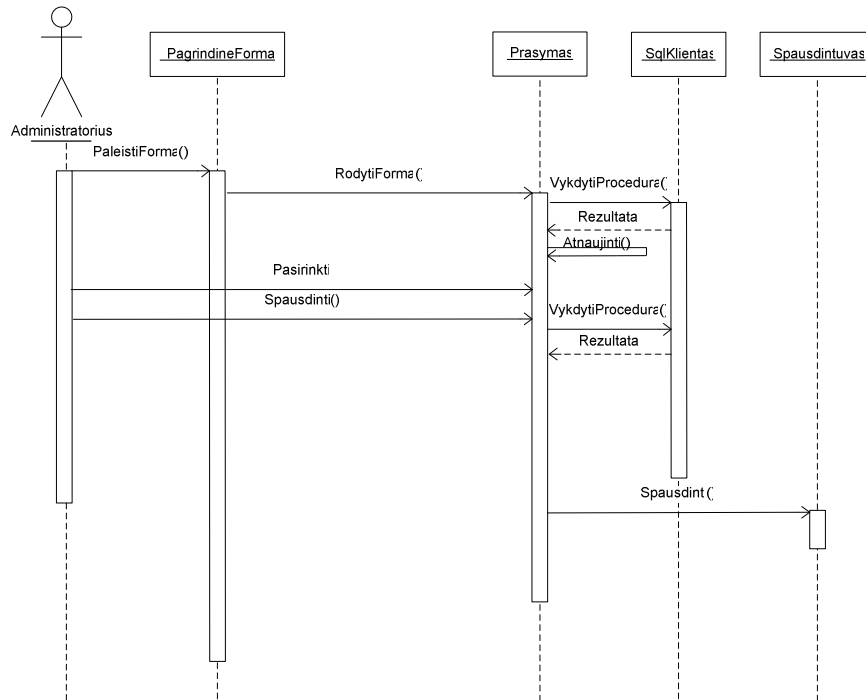 PagrindineForma
Prasymas
SqlKlientas
Spausdintuvas
Administratorius
PaleistiForma()
RodytiForma()
VykdytiProcedura()
Rezultata
Atnaujinti()
Pasirinkti
Spausdinti()
VykdytiProcedura()
Rezultata
Spausdint()